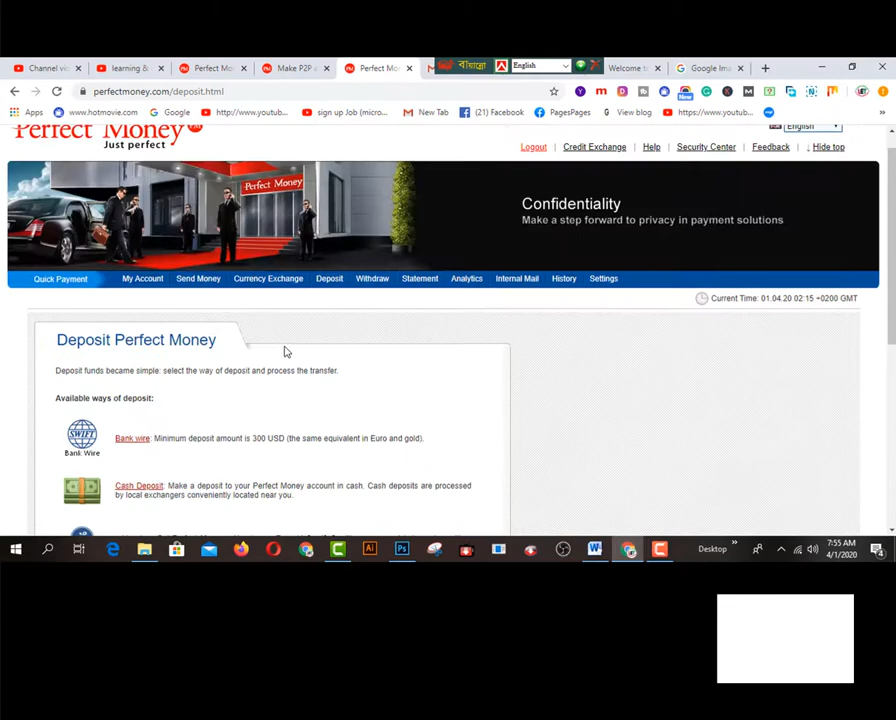 Channel vi
learning &
Perfect Mo
Make P2P a
Perfect Mo
English
Welcome t
Google Ima
perfectmoney.com/deposit.html
Apps
www.hotmovie.com
Google
http://www.youtub...
sign up Job (micro...
New Tab
(21) Facebook
PagesPages
View blog
https://www.youtub...
Perfect Money PM
Just perfect
English
Logout
Credit Exchange
Help
Security Center
Feedback
↓ Hide top
Perfect Money
Confidentiality
Make a step forward to privacy in payment solutions
Quick Payment
My Account
Send Money
Currency Exchange
Deposit
Withdraw
Statement
Analytics
Internal Mail
History
Settings
Current Time: 01.04.20 02:15 +0200 GMT
Deposit Perfect Money
Deposit funds became simple: select the way of deposit and process the transfer.
Available ways of deposit:
SWIFT
Bank Wire
Bank wire: Minimum deposit amount is 300 USD (the same equivalent in Euro and gold).
Cash Deposit: Make a deposit to your Perfect Money account in cash. Cash deposits are processed
by local exchangers conveniently located near you.
Desktop
7:55 AM
4/1/2020